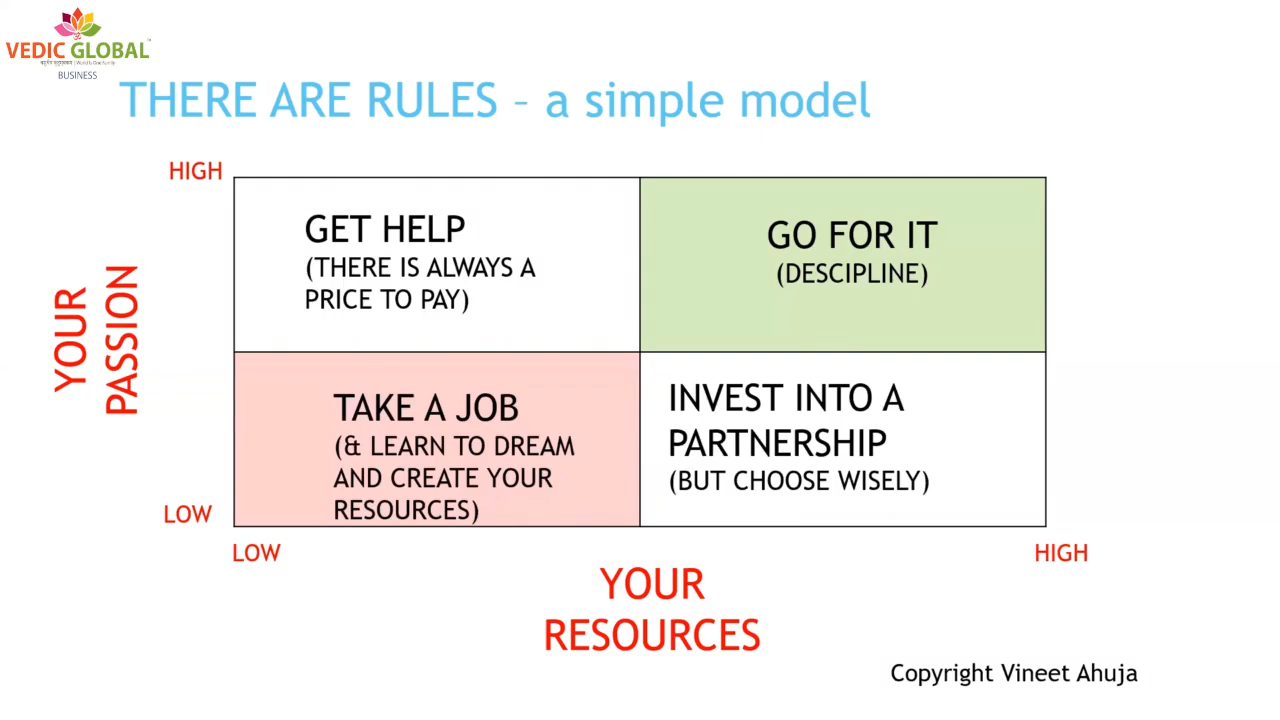 VEDIC GLOBAL
BUSINESS
THERE ARE RULES – a simple model
HIGH
GET HELP
(THERE IS ALWAYS A
PRICE TO PAY)
GO FOR IT
(DESCIPLINE)
YOUR
PASSION
TAKE A JOB
(& LEARN TO DREAM
AND CREATE YOUR
RESOURCES)
INVEST INTO A
PARTNERSHIP
(BUT CHOOSE WISELY)
LOW
LOW
HIGH
YOUR
RESOURCES
Copyright Vineet Ahuja